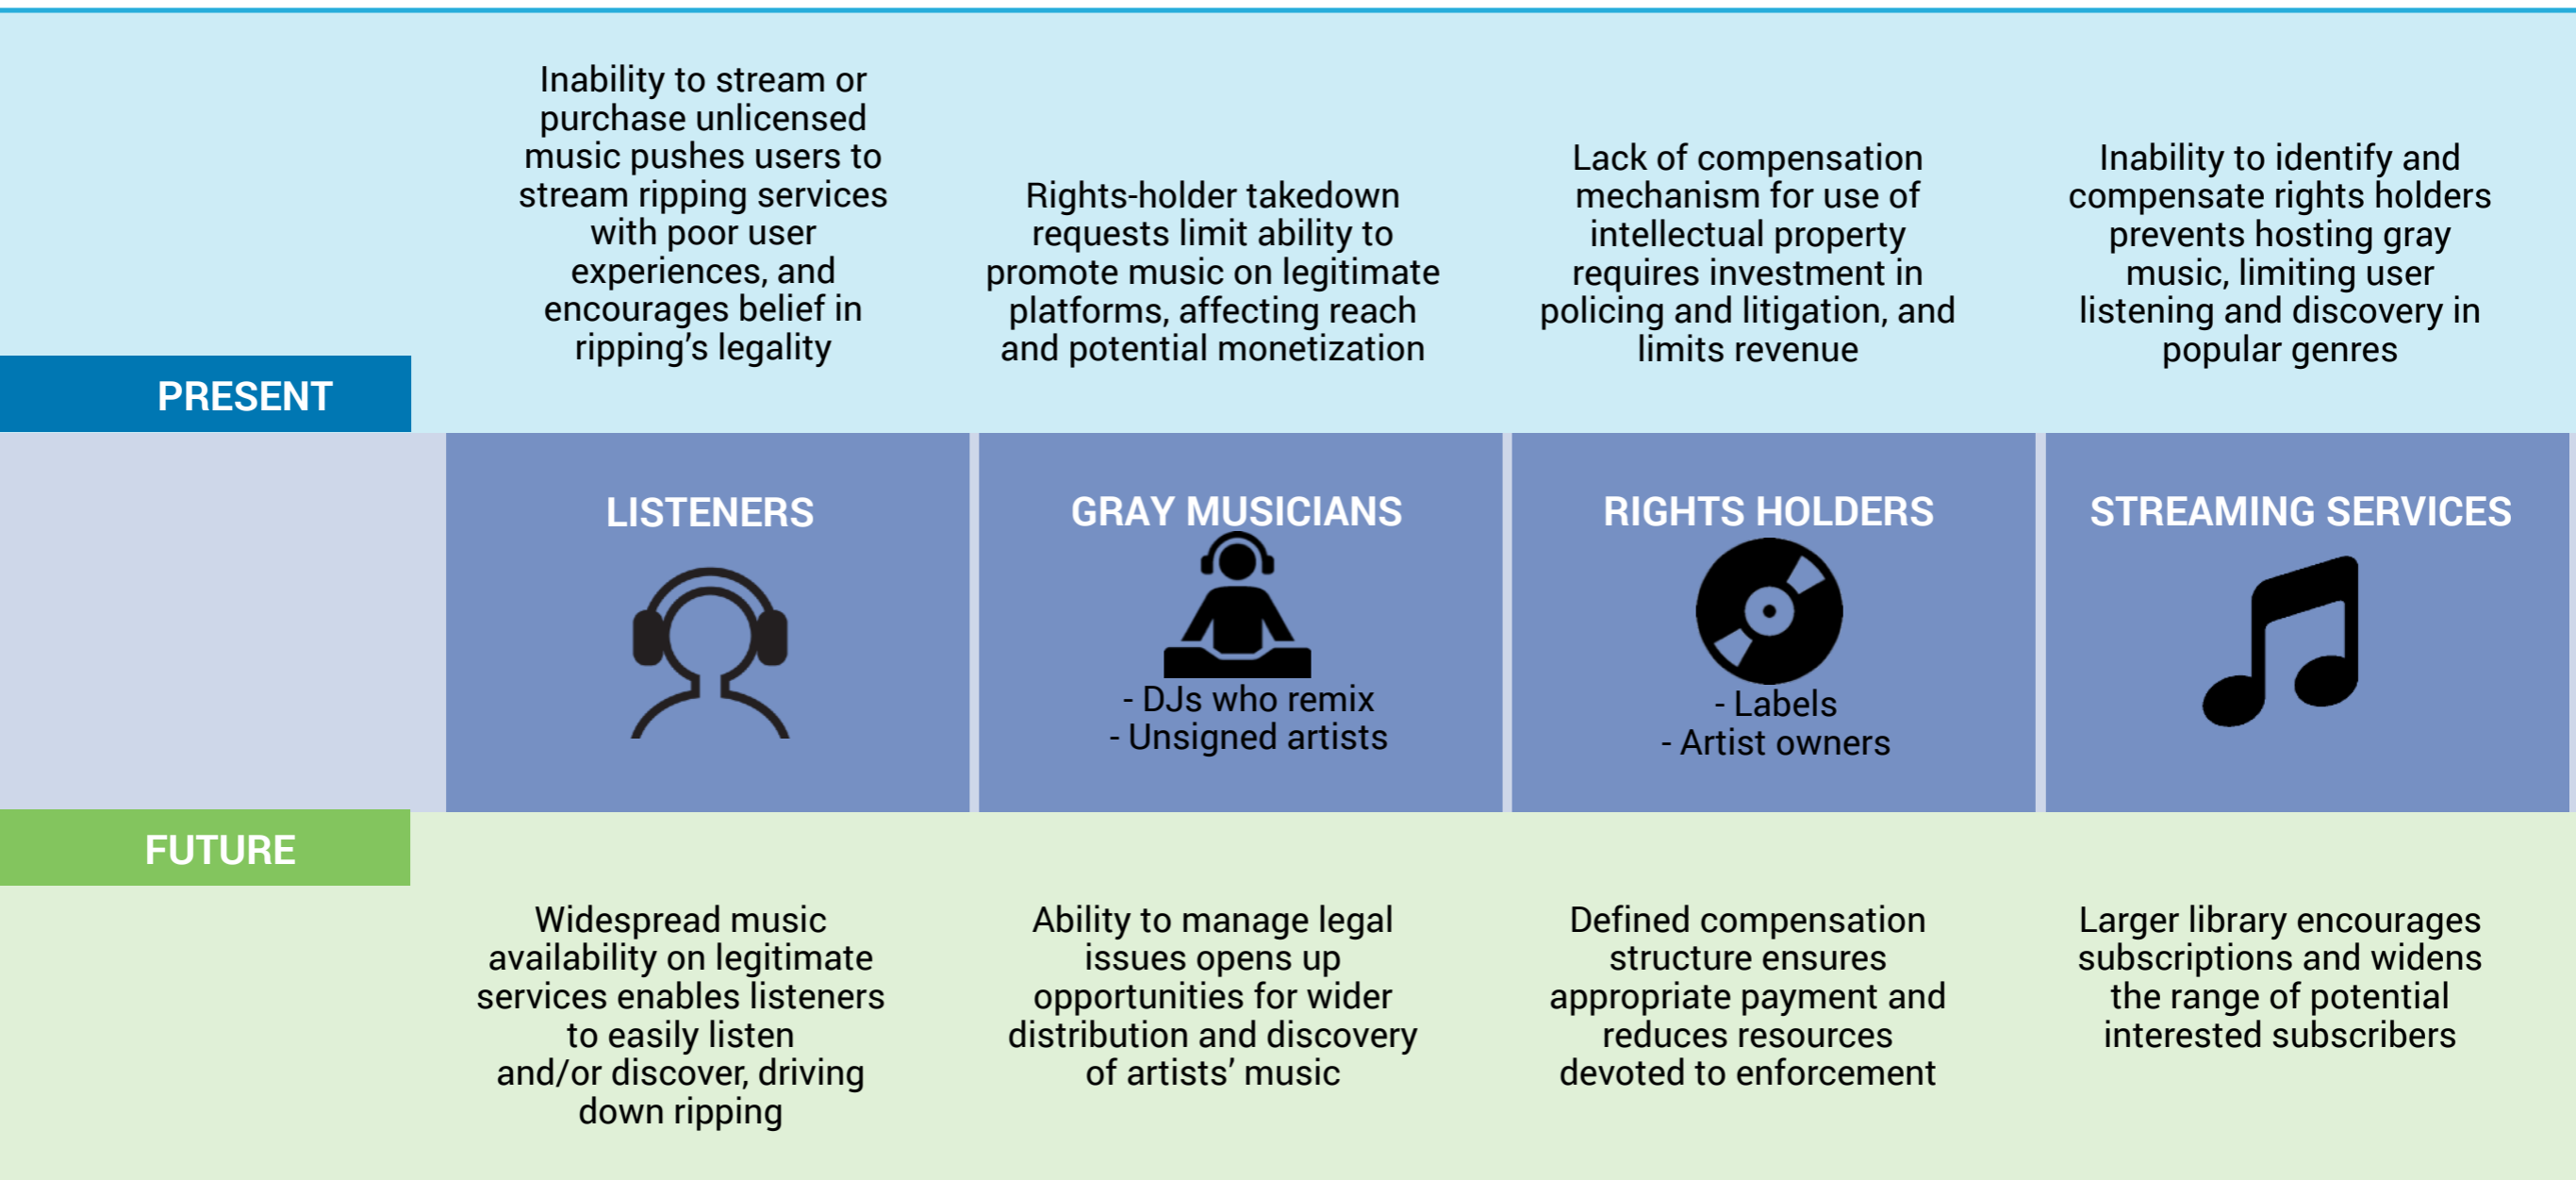 Inability to stream or
purchase unlicensed
music pushes users to
stream ripping services
with poor user
experiences, and
encourages belief in
ripping’s legality
Rights-holder takedown
requests limit ability to
promote music on legitimate
platforms, affecting reach
and potential monetization
Lack of compensation
mechanism for use of
intellectual property
requires investment in
policing and litigation, and
limits revenue
Inability to identify and
compensate rights holders
prevents hosting gray
music, limiting user
listening and discovery in
popular genres
PRESENT
LISTENERS
GRAY MUSICIANS
- DJs who remix
- Unsigned artists
RIGHTS HOLDERS
- Labels
- Artist owners
STREAMING SERVICES
FUTURE
Widespread music
availability on legitimate
services enables listeners
to easily listen
and/or discover, driving
down ripping
Ability to manage legal
issues opens up
opportunities for wider
distribution and discovery
of artists’ music
Defined compensation
structure ensures
appropriate payment and
reduces resources
devoted to enforcement
Larger library encourages
subscriptions and widens
the range of potential
interested subscribers